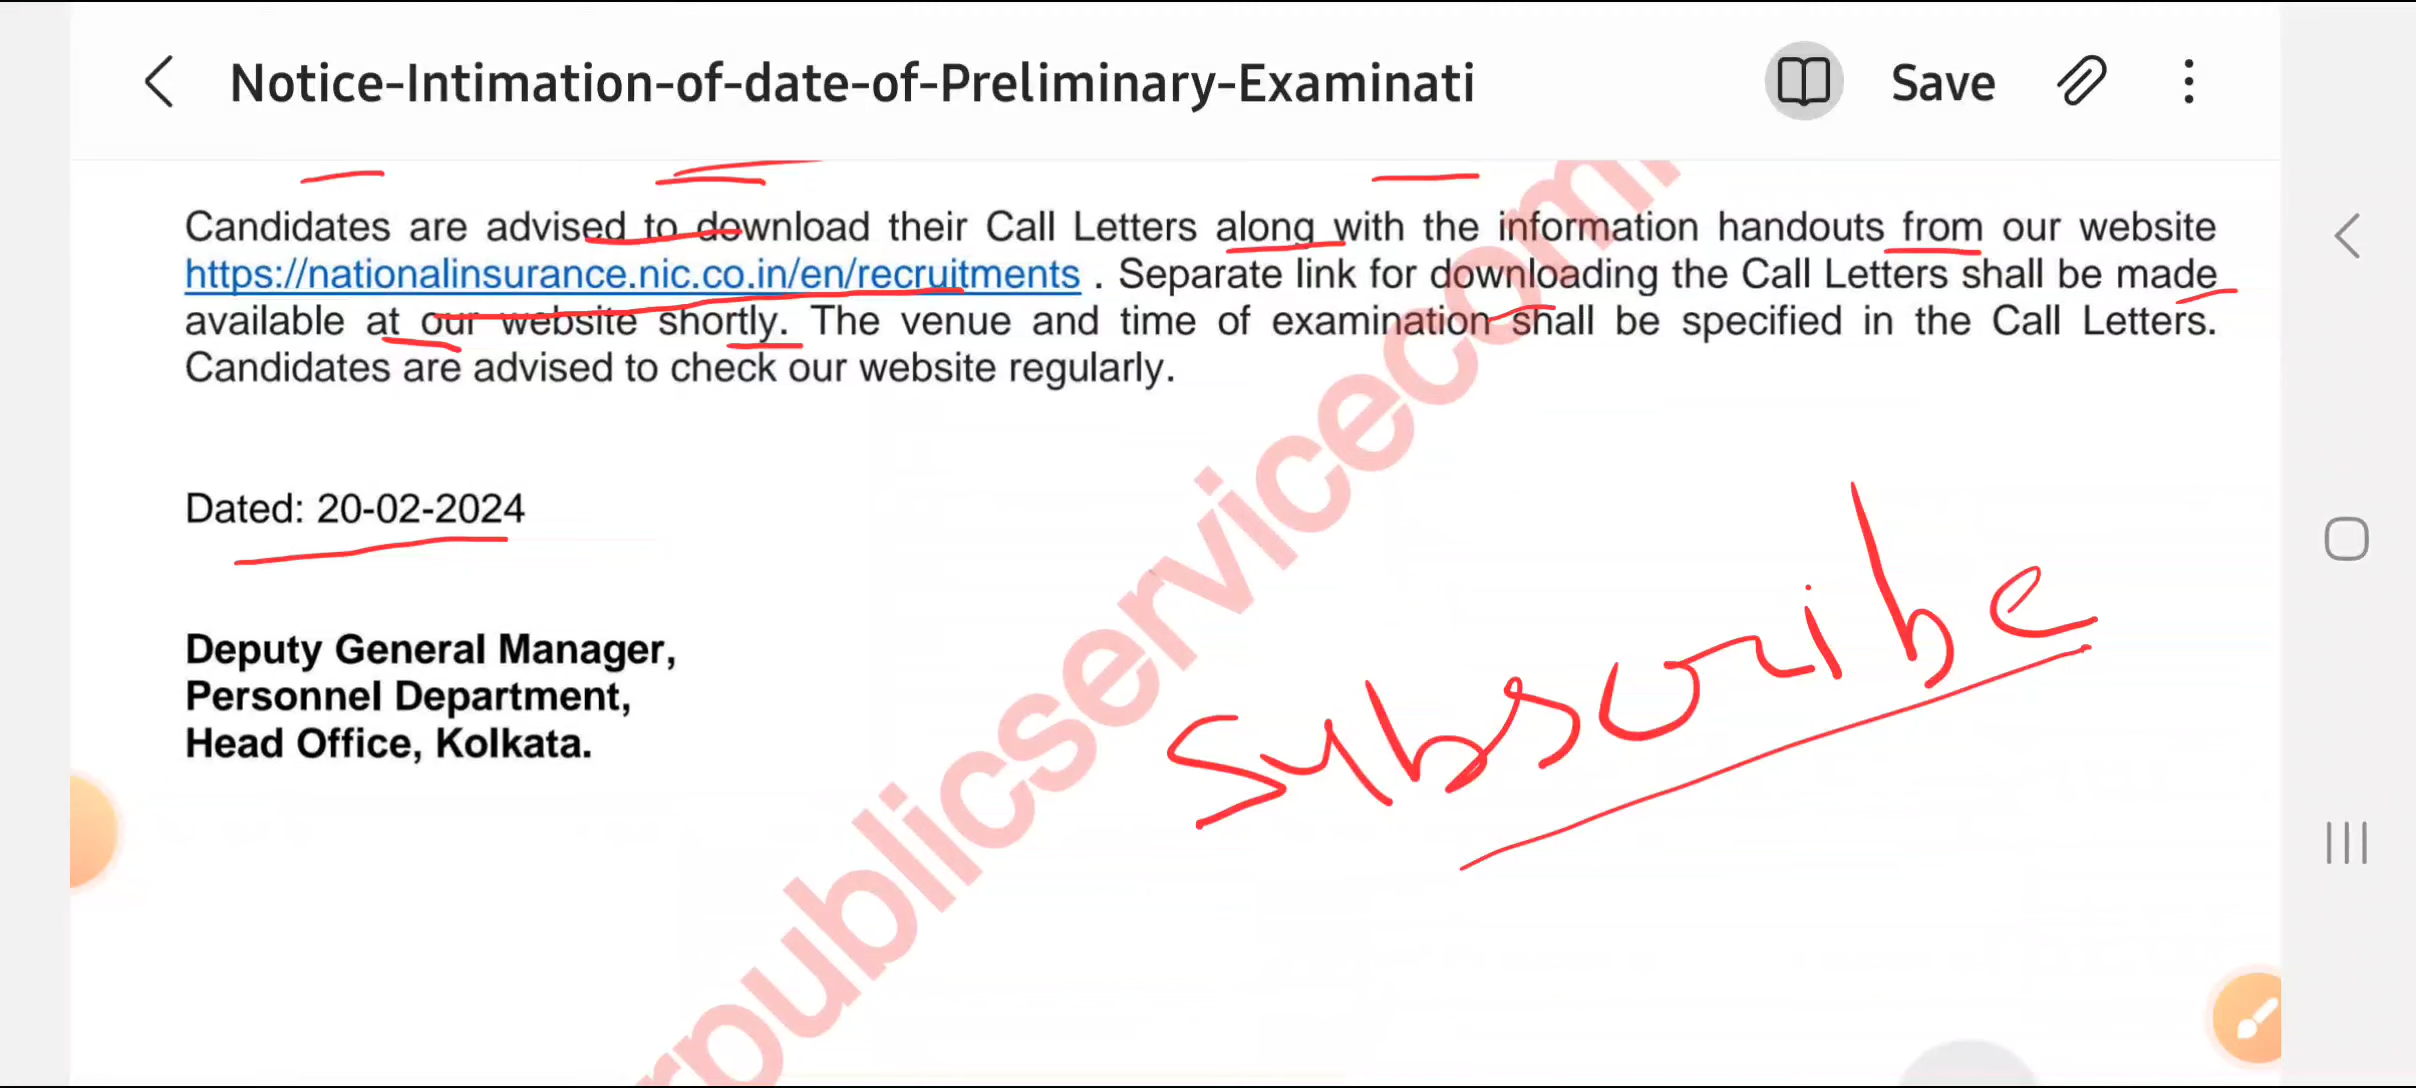 Notice-Intimation-of-date-of-Preliminary-Examinati
Save
Candidates are advised to download their Call Letters along with the information handouts from our website
https://nationalinsurance.nic.co.in/en/recruitments . Separate link for downloading the Call Letters shall be made
available at our website shortly. The venue and time of examination shall be specified in the Call Letters.
Candidates are advised to check our website regularly.
Dated: 20-02-2024
Deputy General Manager,
Personnel Department,
Head Office, Kolkata.
rpublicservicecom
Subscribe